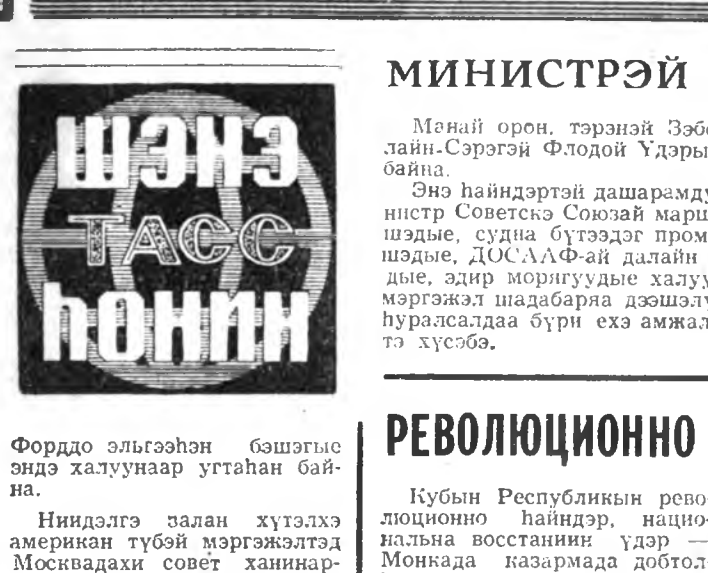 ШЭНЭ
ТАСС
ҺОНИН
Форддо эльгээһэн бэшэгые
эндэ халуунаар угтаһан бай-
на.
Ниидэлгэ залан хүтэлхэ
американ түбэй мэргэжэлтэд
Москвадахи совет ханинар-
МИНИСТРЭЙ
Манай орон, тэрэнэй Зэбс
лайн-Сэрэгэй Флодой Үдэры
байна.
Энэ һайндэртэй дашарамду
нистр Советскэ Союзай марш
шэдые, судна бүтээдэг пром
шэдые, ДОСААФ-ай далайн
дые, эдир морягуудые халуу
мэргэжэл шадабаряа дээшэлү
һуралсалдаа бүри ехэ амжал
тэ хүсэбэ.
РЕВОЛЮЦИОННО
Кубын Республикын рево-
люционно һайндэр, нацио-
нальна восстаниин үдэр —
Монкада казармада добтол-